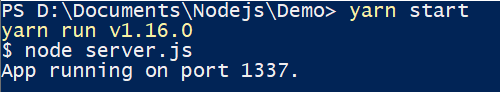 PS D:\Documents\Nodejs\Demo> yarn start
yarn run v1.16.0
$ node server.js
App running on port 1337.